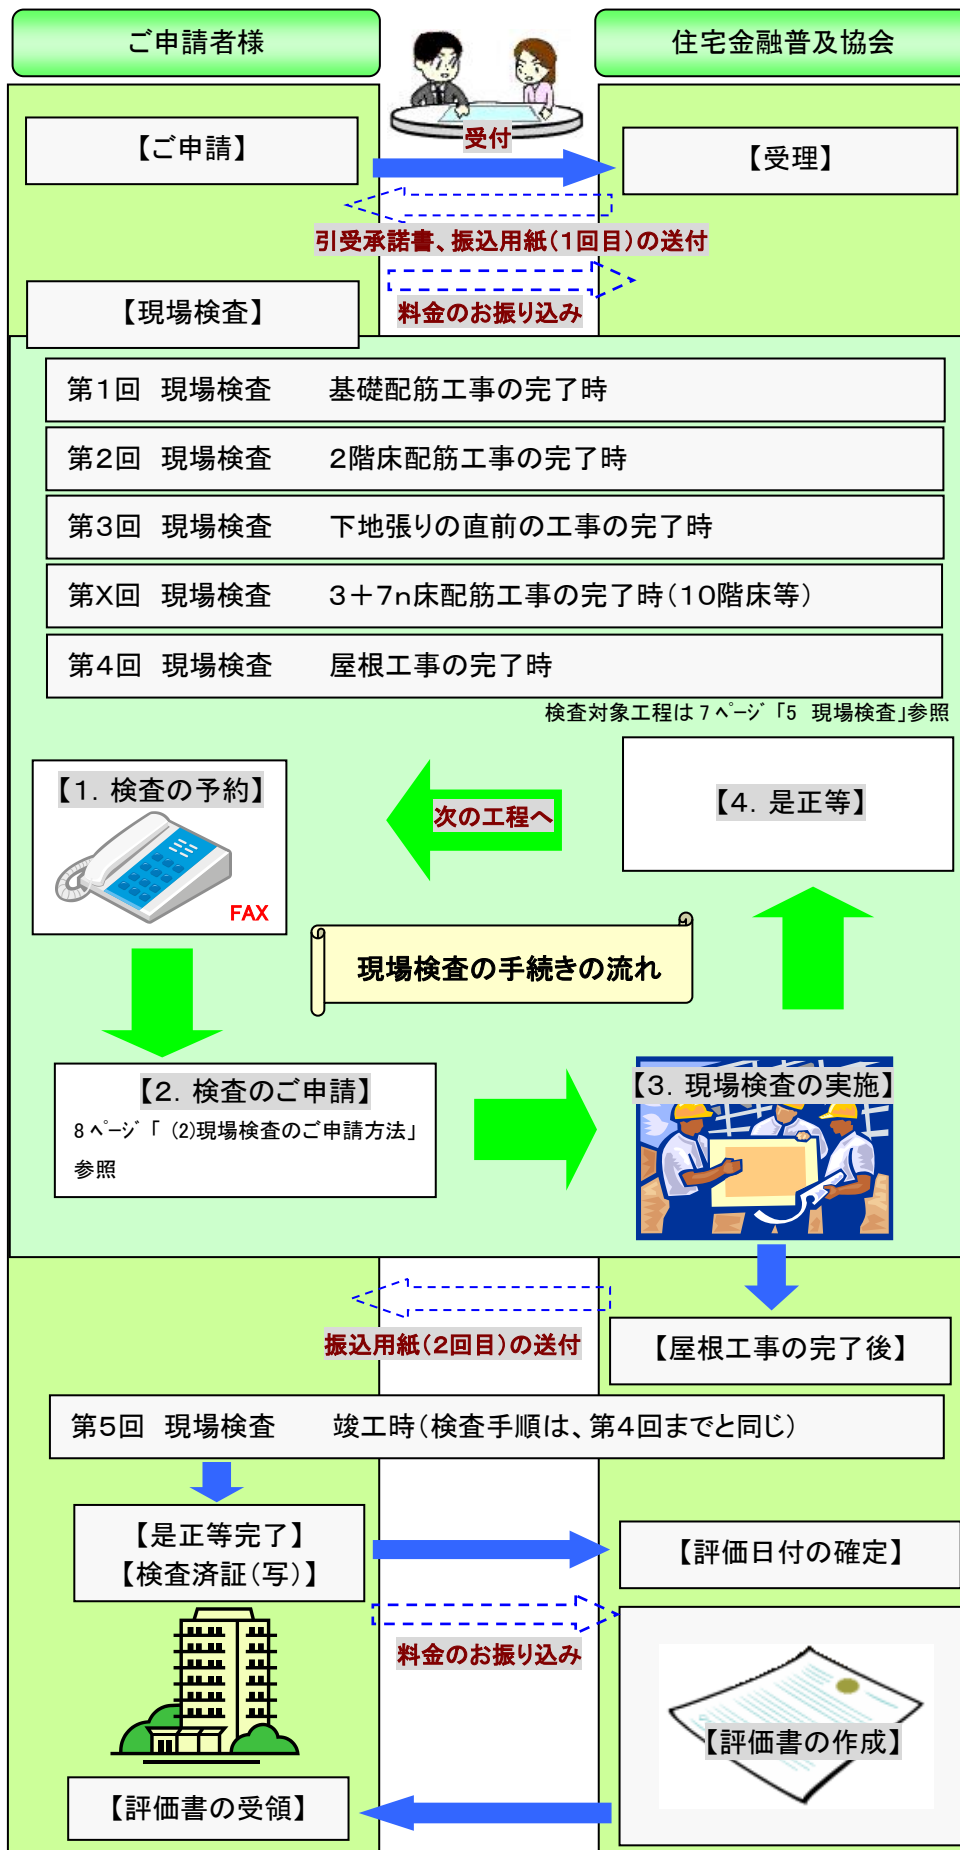 ご申請者様
住宅金融普及協会
【ご申請】
受付
【受理】
引受承諾書、振込用紙(1回目)の送付
【現場検査】
料金のお振り込み
第1回 現場検査 基礎配筋工事の完了時
第2回 現場検査 2階床配筋工事の完了時
第3回 現場検査 下地張りの直前の工事の完了時
第X回 現場検査 3+7n床配筋工事の完了時(10階床等)
第4回 現場検査 屋根工事の完了時
検査対象工程は7ページ「5 現場検査」参照
【1.検査の予約】
FAX
次の工程へ
【4.是正等】
現場検査の手続きの流れ
【2.検査のご申請】
8ページ「(2)現場検査のご申請方法」
参照
【3.現場検査の実施】
振込用紙(2回目)の送付
【屋根工事の完了後】
第5回 現場検査 竣工時(検査手順は、第4回までと同じ)
【是正等完了】
【検査済証(写)】
【評価日付の確定】
料金のお振り込み
【評価書の作成】
【評価書の受領】